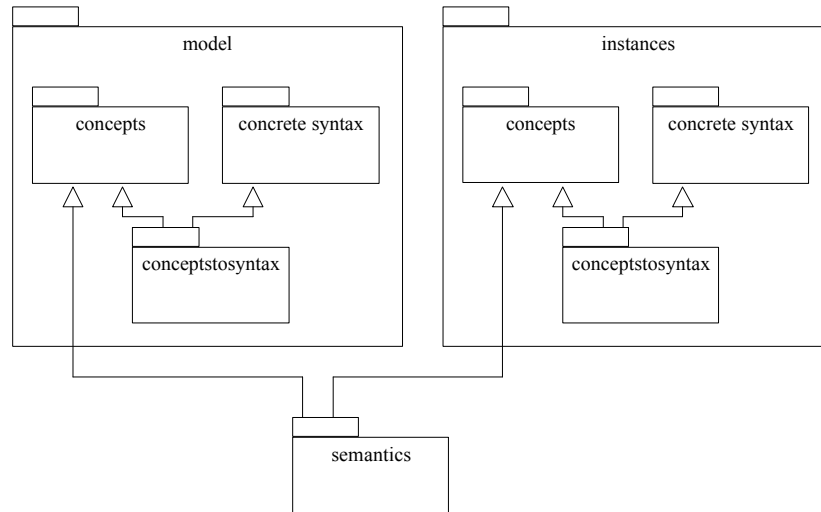 model
instances
concepts
concrete syntax
concepts
concrete syntax
conceptstosyntax
conceptstosyntax
semantics